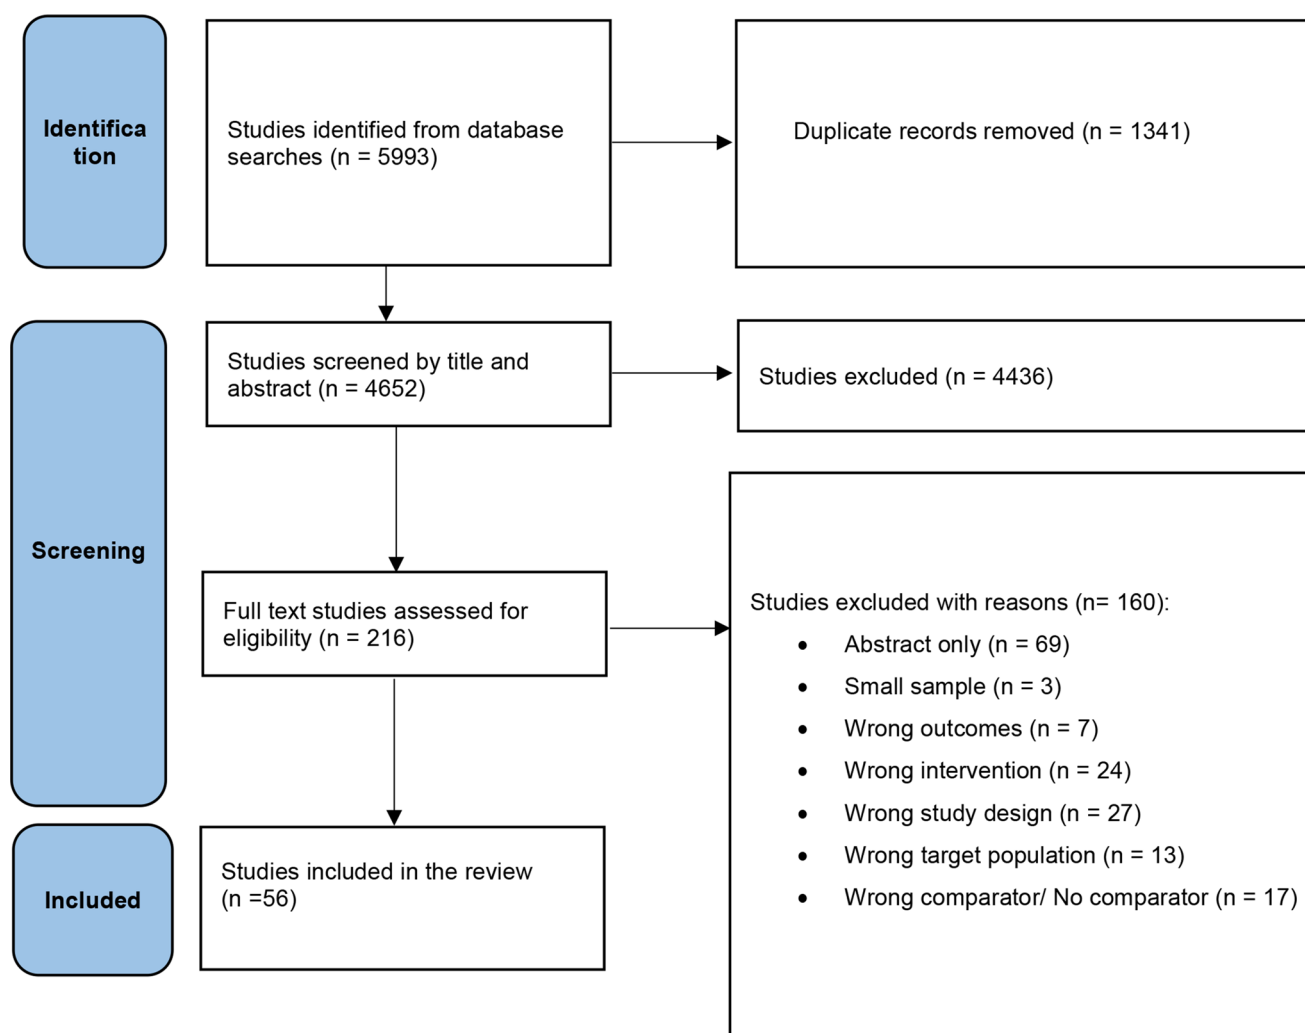 Identifica
tion
Studies identified from database
searches (n = 5993)
Duplicate records removed (n = 1341)
Screening
Studies screened by title and
abstract (n = 4652)
Studies excluded (n = 4436)
Full text studies assessed for
eligibility (n = 216)
Studies excluded with reasons (n= 160):
• Abstract only (n = 69)
• Small sample (n = 3)
• Wrong outcomes (n = 7)
• Wrong intervention (n = 24)
• Wrong study design (n = 27)
• Wrong target population (n = 13)
• Wrong comparator/ No comparator (n = 17)
Included
Studies included in the review
(n =56)